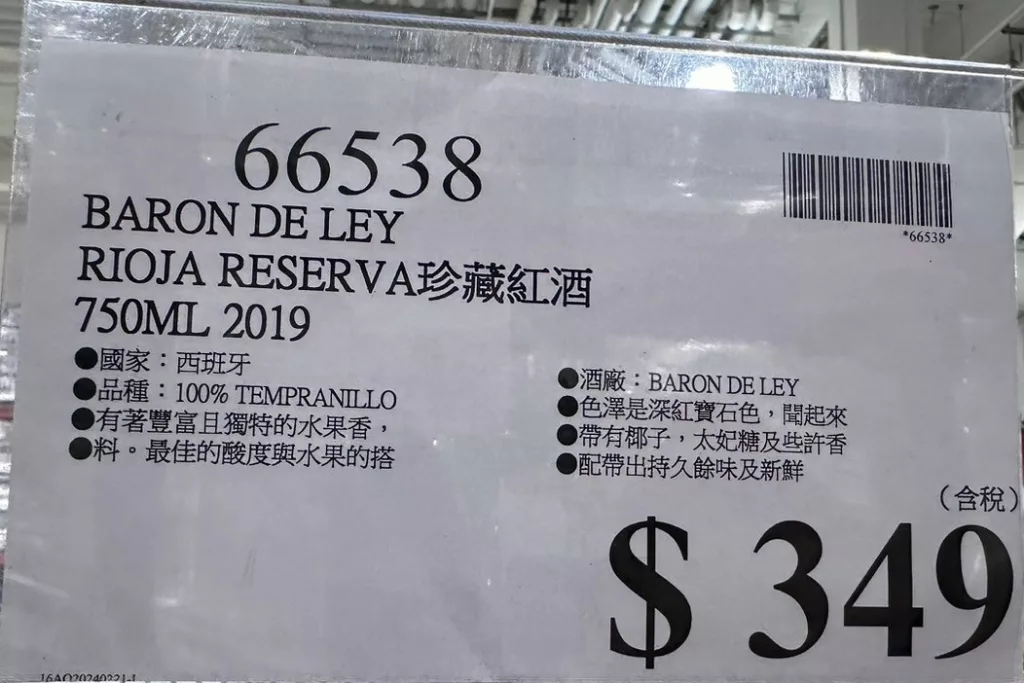 66538
BARON DE LEY
RIOJA RESERVA珍藏紅酒
750ML 2019
*66538*
●國家：西班牙
●品種：100% TEMPRANILLO
●有著豐富且獨特的水果香，
●料。最佳的酸度與水果的搭
●酒廠：BARON DE LEY
●色澤是深紅寶石色，聞起來
●帶有椰子，太妃糖及些許香
●配帶出持久餘味及新鮮
（含稅）
$ 349